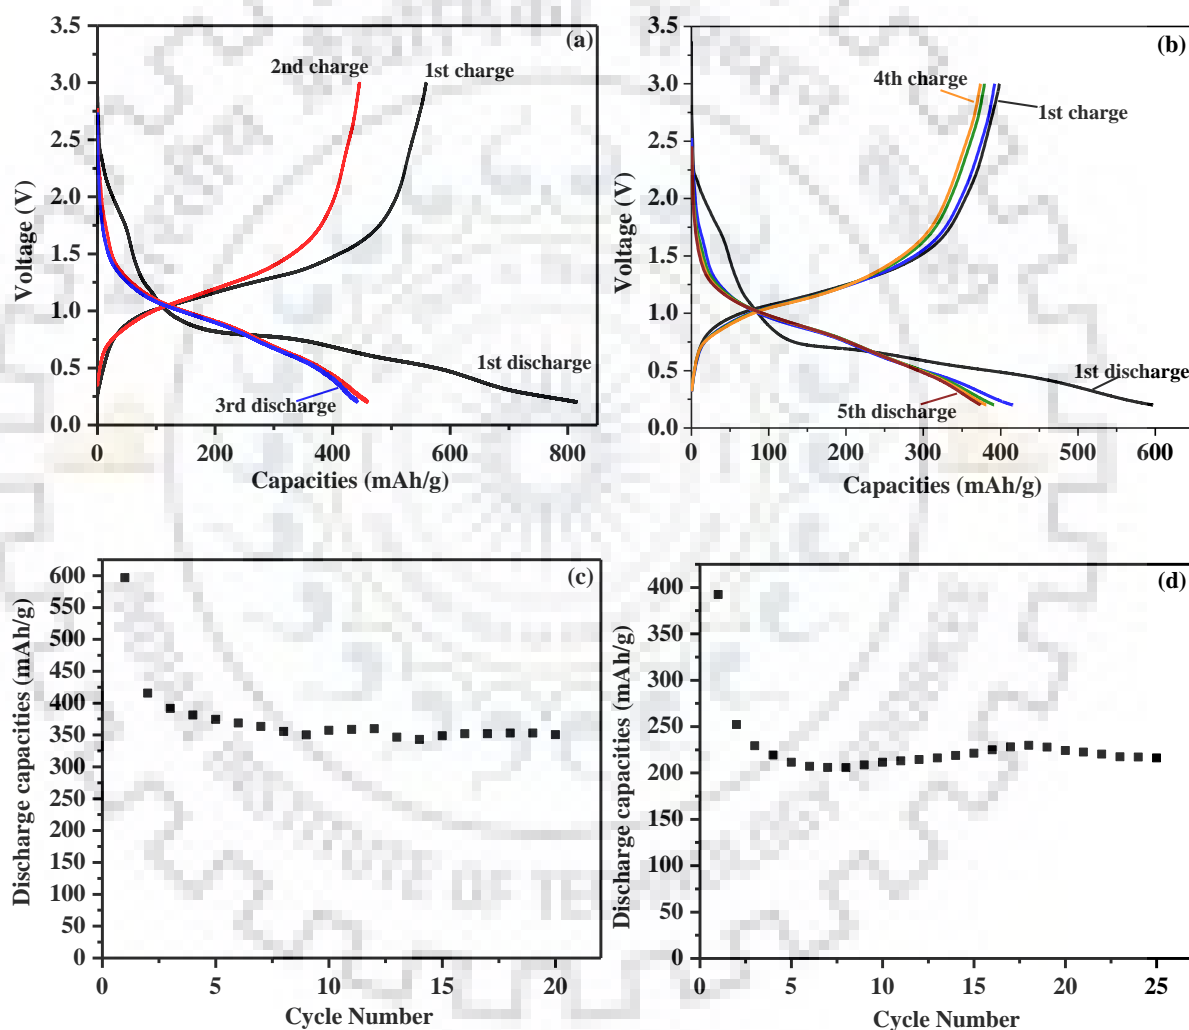 (a)
3.5
3.0
2.5
2.0
1.5
1.0
0.5
0.0
Voltage (V)
2nd charge
1st charge
1st discharge
3rd discharge
0 200 400 600 800
Capacities (mAh/g)
(b)
3.5
3.0
2.5
2.0
1.5
1.0
0.5
0.0
Voltage (V)
4th charge
1st charge
1st discharge
5th discharge
0 100 200 300 400 500 600
Capacities (mAh/g)
(c)
600
550
500
450
400
350
300
250
200
150
100
50
0
Discharge capacities (mAh/g)
0 5 10 15 20
Cycle Number
(d)
400
350
300
250
200
150
100
50
0
Discharge capacities (mAh/g)
0 5 10 15 20 25
Cycle Number